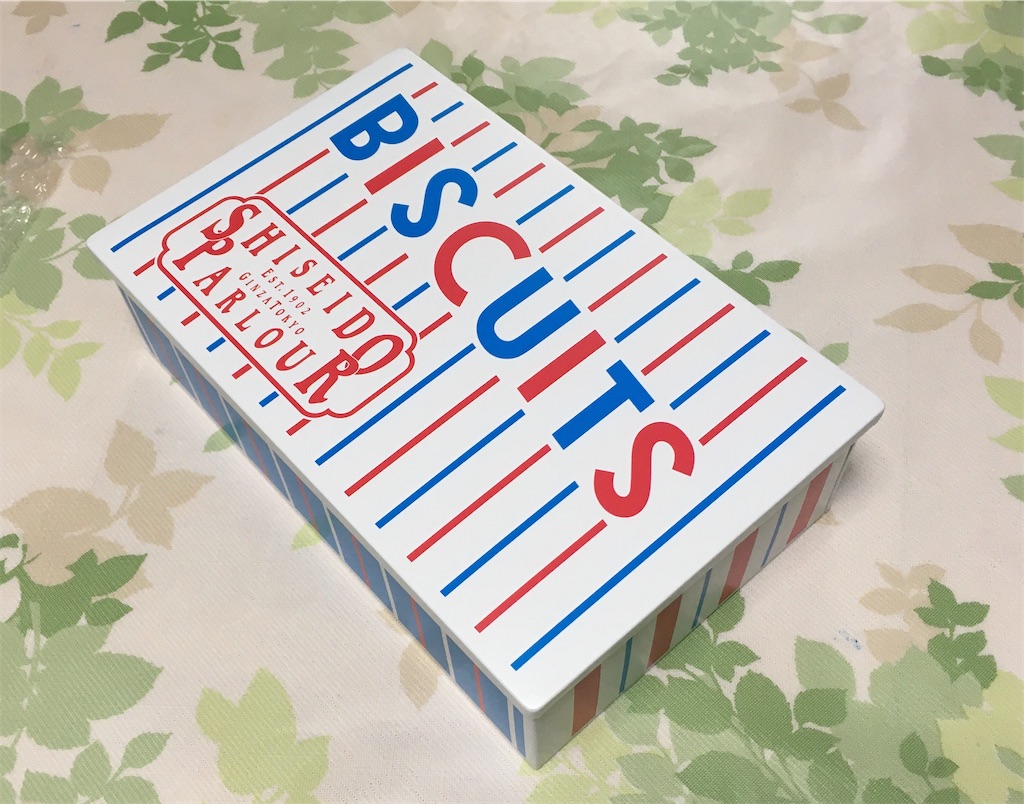 BISCUITS
SHISEIDO
EST.1902
GINZA TOKYO
PARLOUR